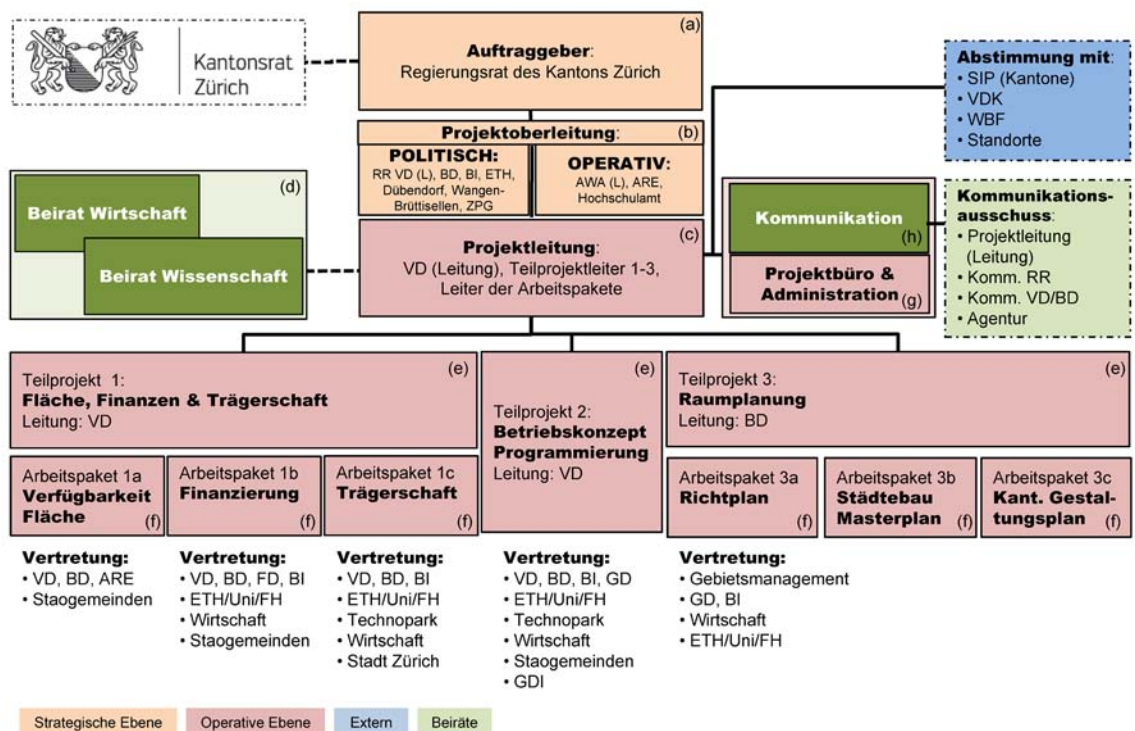 Kantonsrat
Zürich
(a)
Auftraggeber:
Regierungsrat des Kantons Zürich
Abstimmung mit:
• SIP (Kantone)
• VDK
• WBF
• Standorte
Projektoberleitung:
(b)
POLITISCH:
RR VD (L), BD, BI, ETH,
Dübendorf, Wangen-
Brüttisellen, ZPG
OPERATIV:
AWA (L), ARE,
Hochschulamt
(d)
Beirat Wirtschaft
Beirat Wissenschaft
(c)
Projektleitung:
VD (Leitung), Teilprojektleiter 1-3,
Leiter der Arbeitspakete
Kommunikation
(h)
Projektbüro &
Administration
(g)
Kommunikations-
ausschuss:
• Projektleitung
(Leitung)
• Komm. RR
• Komm. VD/BD
• Agentur
(e)
Teilprojekt 1:
Fläche, Finanzen & Trägerschaft
Leitung: VD
(e)
Teilprojekt 2:
Betriebskonzept
Programmierung
Leitung: VD
(e)
Teilprojekt 3:
Raumplanung
Leitung: BD
Arbeitspaket 1a
Verfügbarkeit
Fläche
(f)
Arbeitspaket 1b
Finanzierung
(f)
Arbeitspaket 1c
Trägerschaft
(f)
Arbeitspaket 3a
Richtplan
(f)
Arbeitspaket 3b
Städtebau
Masterplan
(f)
Arbeitspaket 3c
Kant. Gestal-
tungsplan
(f)
Vertretung:
• VD, BD, ARE
• Staogemeinden
Vertretung:
• VD, BD, FD, BI
• ETH/Uni/FH
• Wirtschaft
• Staogemeinden
Vertretung:
• VD, BD, BI
• ETH/Uni/FH
• Technopark
• Wirtschaft
• Stadt Zürich
Vertretung:
• VD, BD, BI, GD
• ETH/Uni/FH
• Technopark
• Wirtschaft
• Staogemeinden
• GDI
Vertretung:
• Gebietsmanagement
• GD, BI
• Wirtschaft
• ETH/Uni/FH
Strategische Ebene
Operative Ebene
Extern
Beiräte